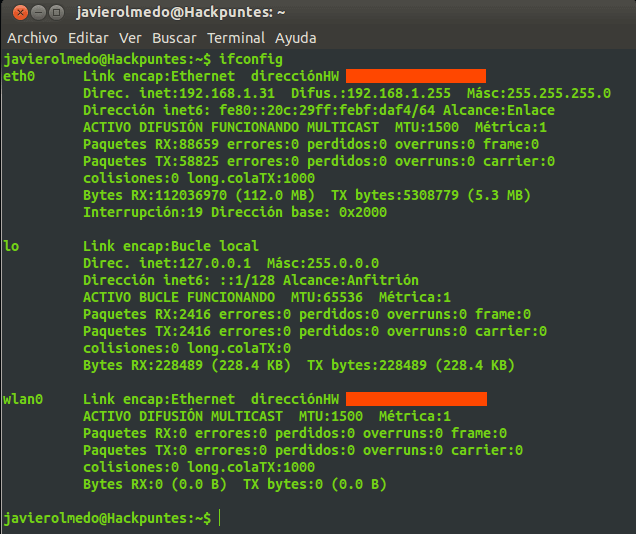 javierolmedo@Hackpuntes: ~
Archivo Editar Ver Buscar Terminal Ayuda
javierolmedo@Hackpuntes:~$ ifconfig
eth0 Link encap:Ethernet direcciónHW
Direc. inet:192.168.1.31 Difus.:192.168.1.255 Másc:255.255.255.0
Dirección inet6: fe80::20c:29ff:febf:daf4/64 Alcance:Enlace
ACTIVO DIFUSIÓN FUNCIONANDO MULTICAST MTU:1500 Métrica:1
Paquetes RX:88659 errores:0 perdidos:0 overruns:0 frame:0
Paquetes TX:58825 errores:0 perdidos:0 overruns:0 carrier:0
colisiones:0 long.colaTX:1000
Bytes RX:112036970 (112.0 MB) TX bytes:5308779 (5.3 MB)
Interrupción:19 Dirección base: 0x2000
lo Link encap:Bucle local
Direc. inet:127.0.0.1 Másc:255.0.0.0
Dirección inet6: ::1/128 Alcance:Anfitrión
ACTIVO BUCLE FUNCIONANDO MTU:65536 Métrica:1
Paquetes RX:2416 errores:0 perdidos:0 overruns:0 frame:0
Paquetes TX:2416 errores:0 perdidos:0 overruns:0 carrier:0
colisiones:0 long.colaTX:0
Bytes RX:228489 (228.4 KB) TX bytes:228489 (228.4 KB)
wlan0 Link encap:Ethernet direcciónHW
ACTIVO DIFUSIÓN MULTICAST MTU:1500 Métrica:1
Paquetes RX:0 errores:0 perdidos:0 overruns:0 frame:0
Paquetes TX:0 errores:0 perdidos:0 overruns:0 carrier:0
colisiones:0 long.colaTX:1000
Bytes RX:0 (0.0 B) TX bytes:0 (0.0 B)
javierolmedo@Hackpuntes:~$